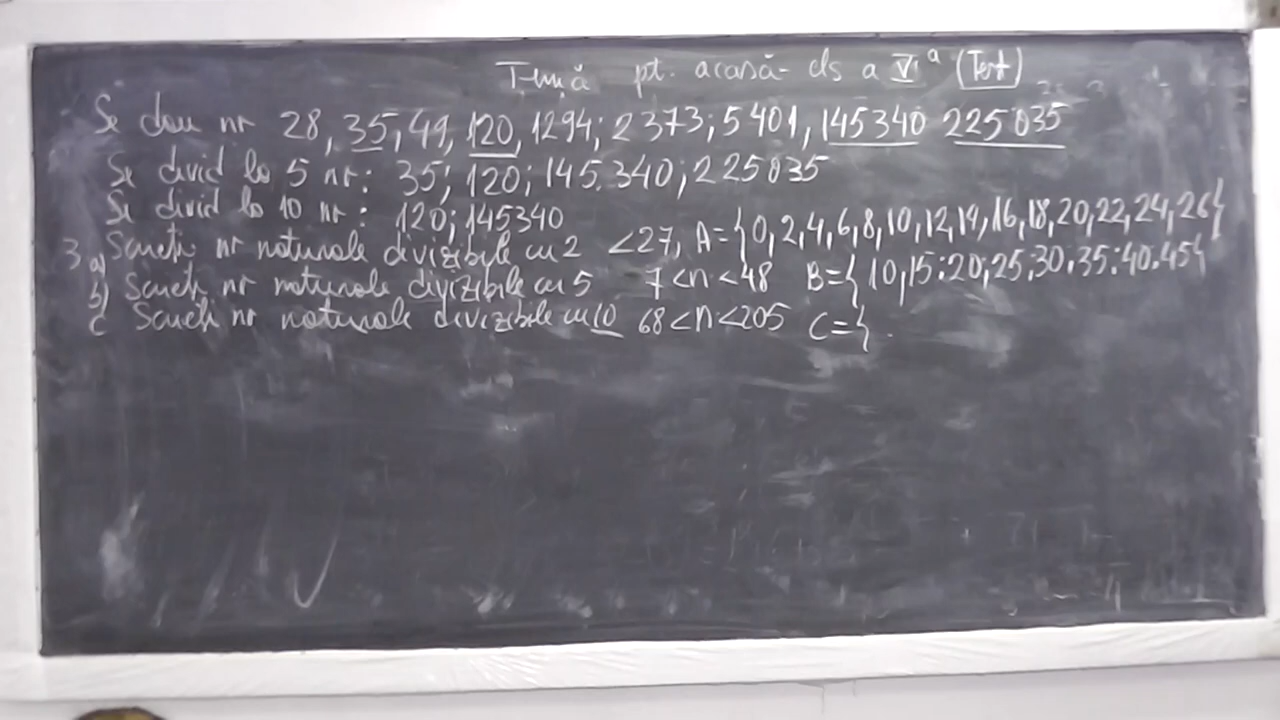 Temă pt. acasă - cls a VI a (Test)
Se dau nr 28, 35, 49, 120, 1294; 2373; 5401, 145340 225035
Se divid la 5 nr: 35; 120; 145.340; 225035
Se divid la 10 nr: 120; 145340
3 a) Scrieți nr naturale divizibile cu 2 <27, A={0,2,4,6,8,10,12,14,16,18,20,22,24,26}
b) Scrieți nr naturale divizibile cu 5 7<n<48 B={10,15;20;25,30,35;40,45}
c Scrieți nr naturale divizibile cu 10 68<n<205 C={